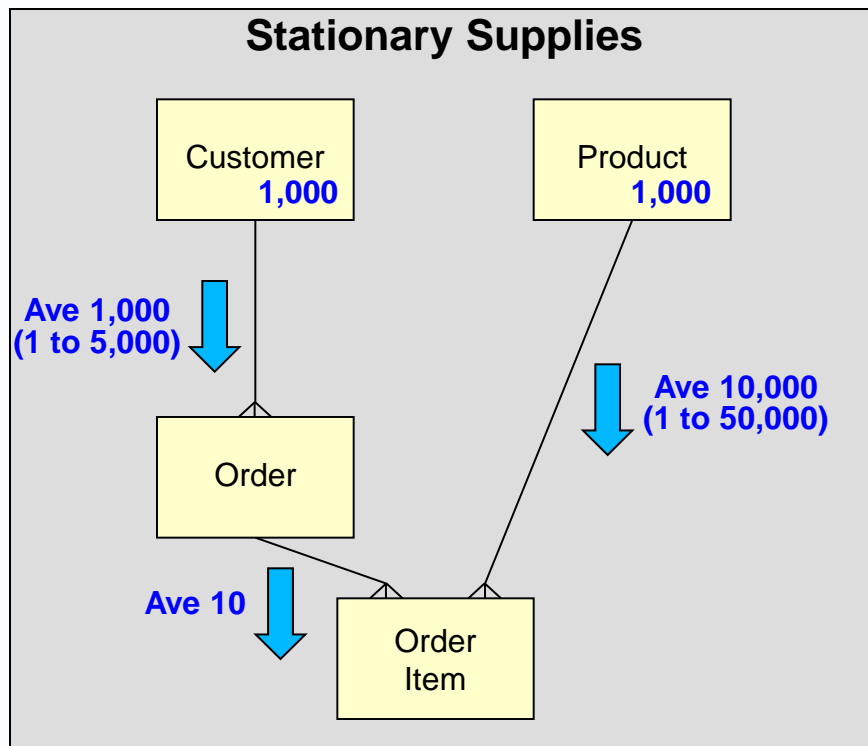 Stationary Supplies
Customer
1,000
Product
1,000
Ave 1,000
(1 to 5,000)
Ave 10,000
(1 to 50,000)
Order
Ave 10
Order
Item